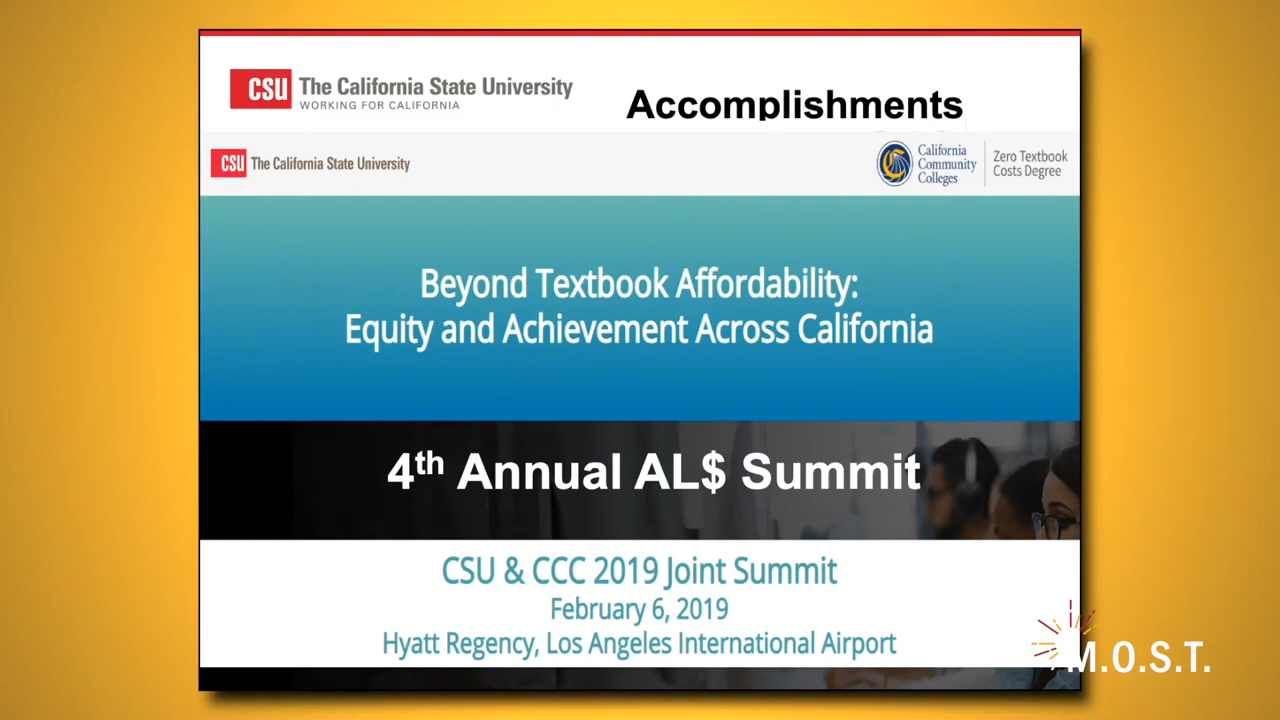 CSU The California State University
WORKING FOR CALIFORNIA
Accomplishments
CSU The California State University
California
Community
Colleges
Zero Textbook
Costs Degree
Beyond Textbook Affordability:
Equity and Achievement Across California
4th Annual AL$ Summit
CSU & CCC 2019 Joint Summit
February 6, 2019
Hyatt Regency, Los Angeles International Airport
M.O.S.T.